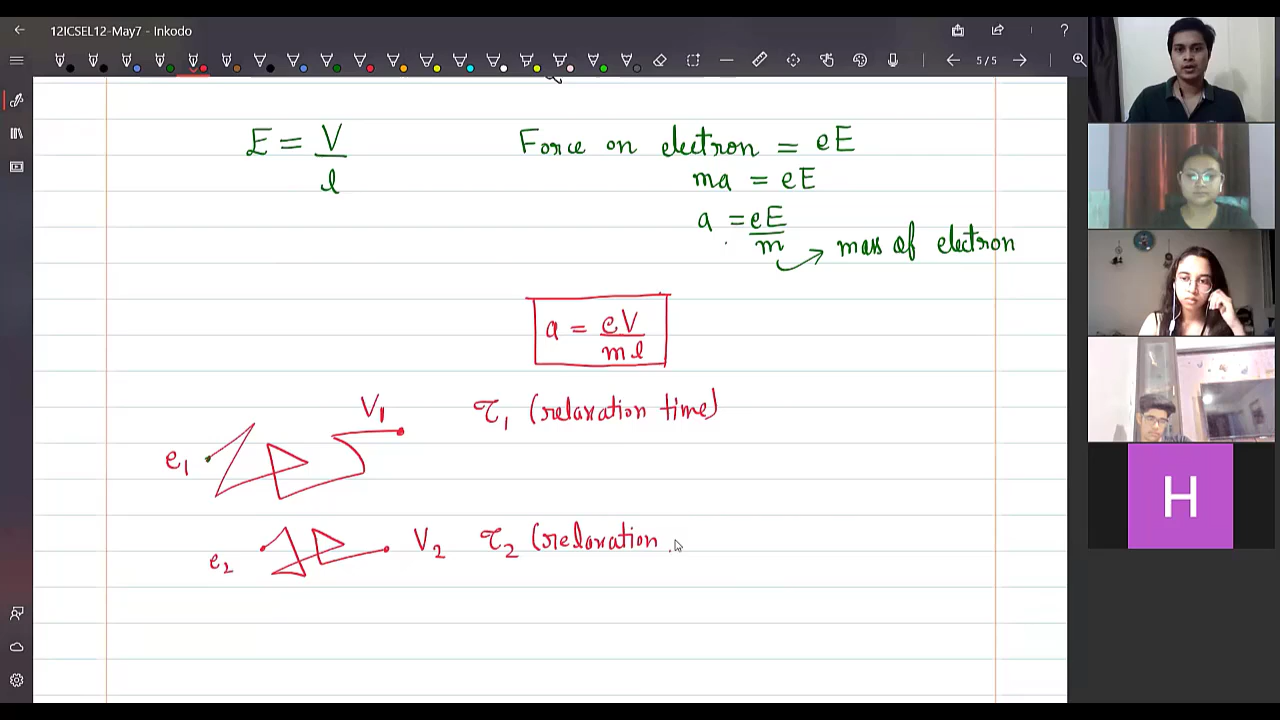 12ICSEL12-May7 - Inkodo
5/5
E = V/l
Force on electron = eE
ma = eE
a = eE/m → mass of electron
a = eV/ml
V₁ τ₁ (relaxation time)
e₁
V₂ τ₂ (relaxation
e₂
H